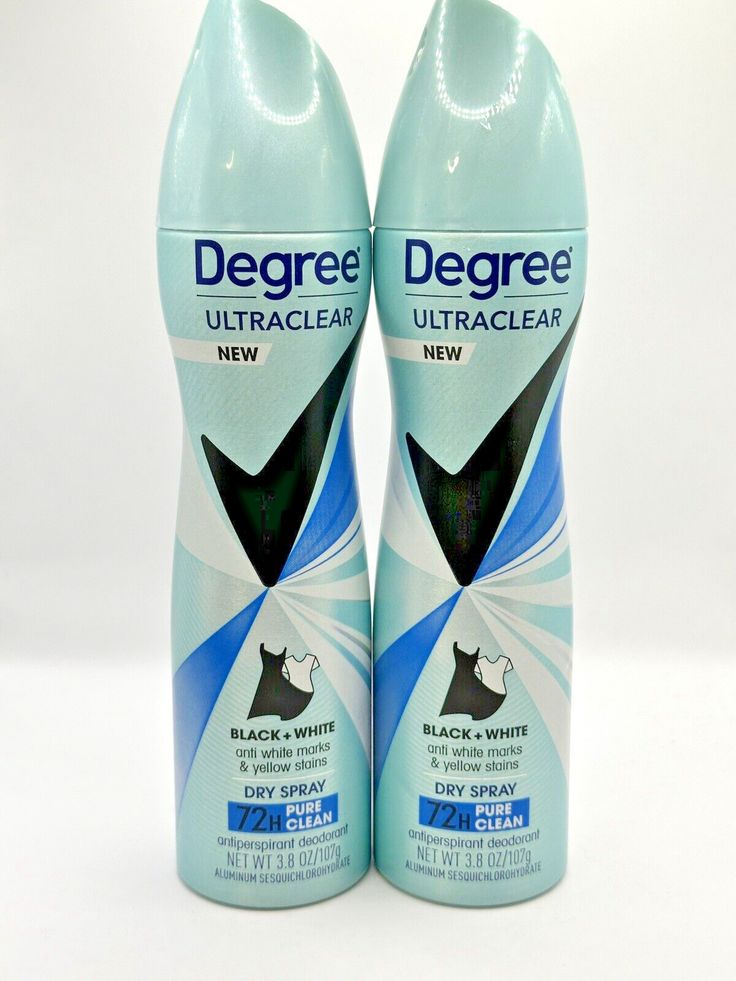 Degree®
ULTRACLEAR
NEW
BLACK + WHITE
anti white marks
& yellow stains
DRY SPRAY
72H PURE
CLEAN
antiperspirant deodorant
NET WT 3.8 OZ/107g
ALUMINUM SESQUICHLOROHYDRATE
Degree®
ULTRACLEAR
NEW
BLACK + WHITE
anti white marks
& yellow stains
DRY SPRAY
72H PURE
CLEAN
antiperspirant deodorant
NET WT 3.8 OZ/107g
ALUMINUM SESQUICHLOROHYDRATE